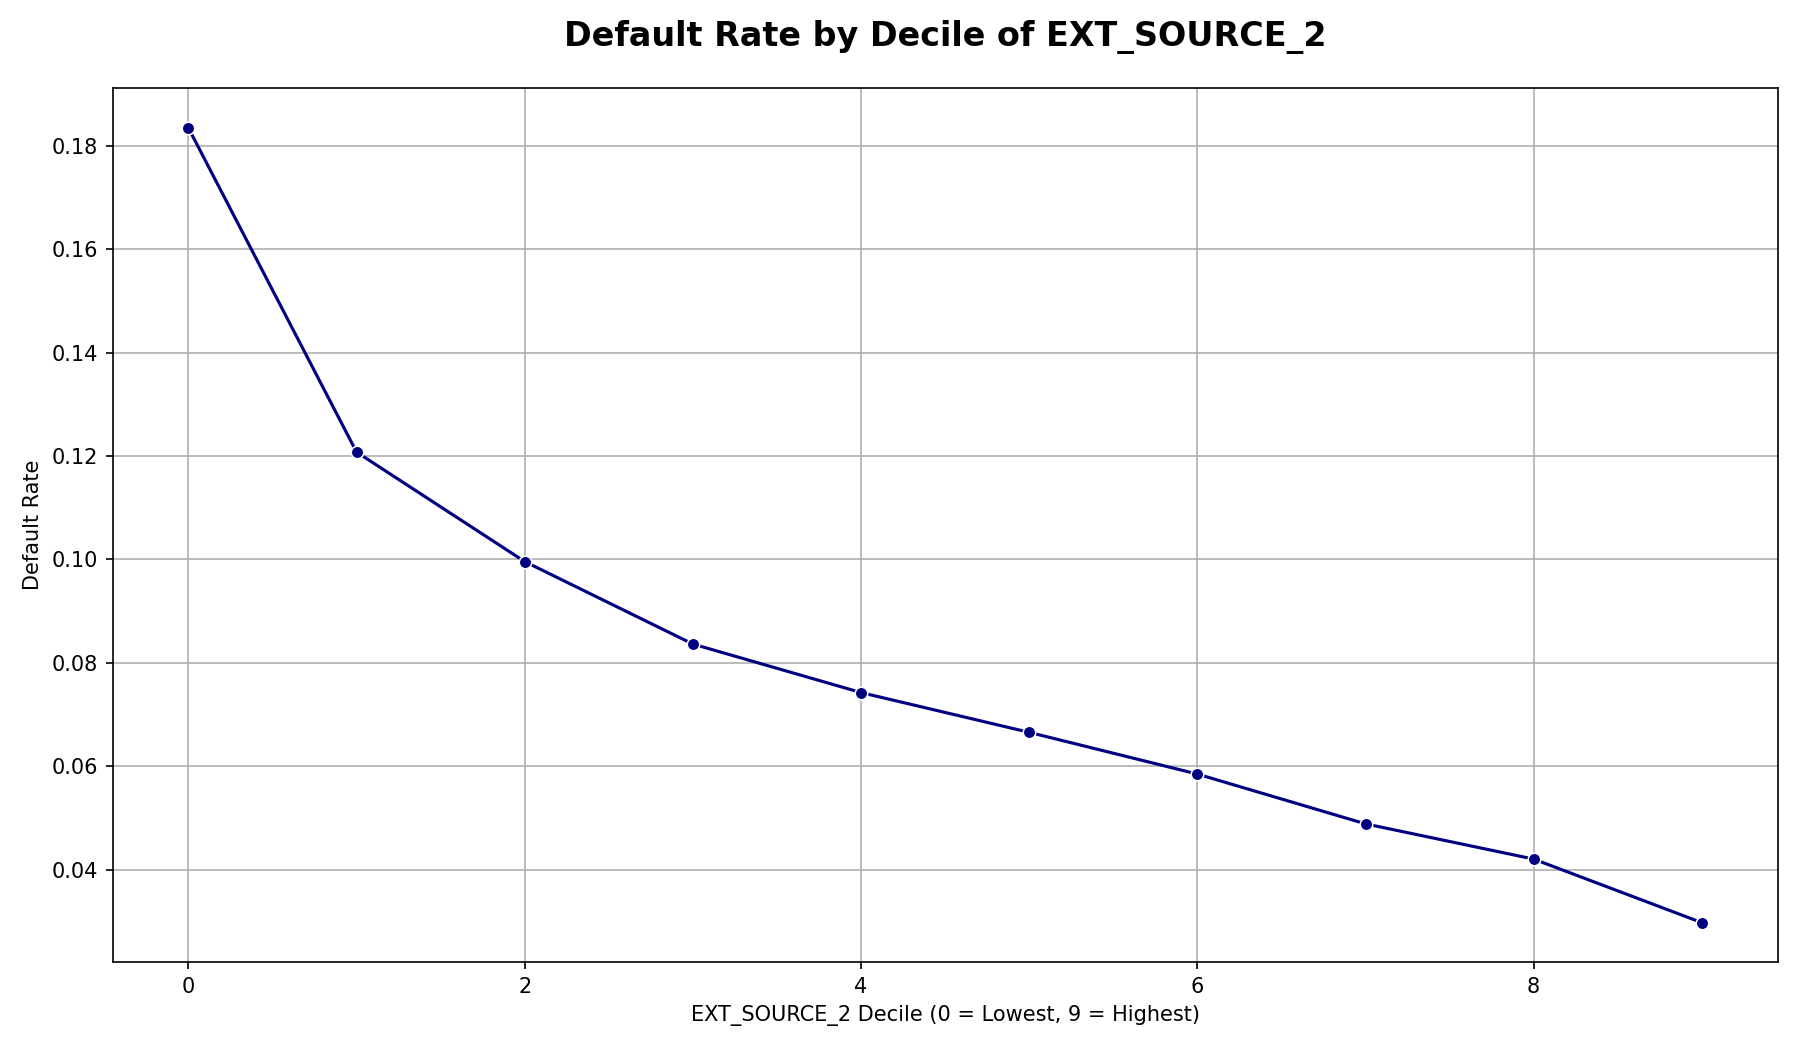 Default Rate by Decile of EXT_SOURCE_2
0.18
0.16
0.14
0.12
0.10
0.08
0.06
0.04
Default Rate
0 2 4 6 8
EXT_SOURCE_2 Decile (0 = Lowest, 9 = Highest)